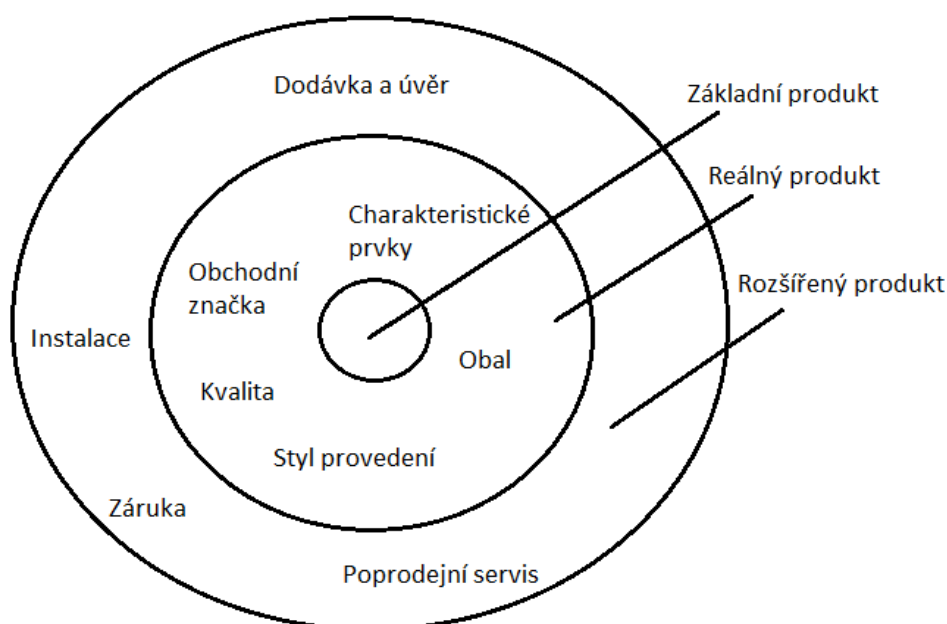 Dodávka a úvěr
Základní produkt
Reálný produkt
Charakteristické
prvky
Obchodní
značka
Rozšířený produkt
Instalace
Obal
Kvalita
Styl provedení
Záruka
Poprodejní servis